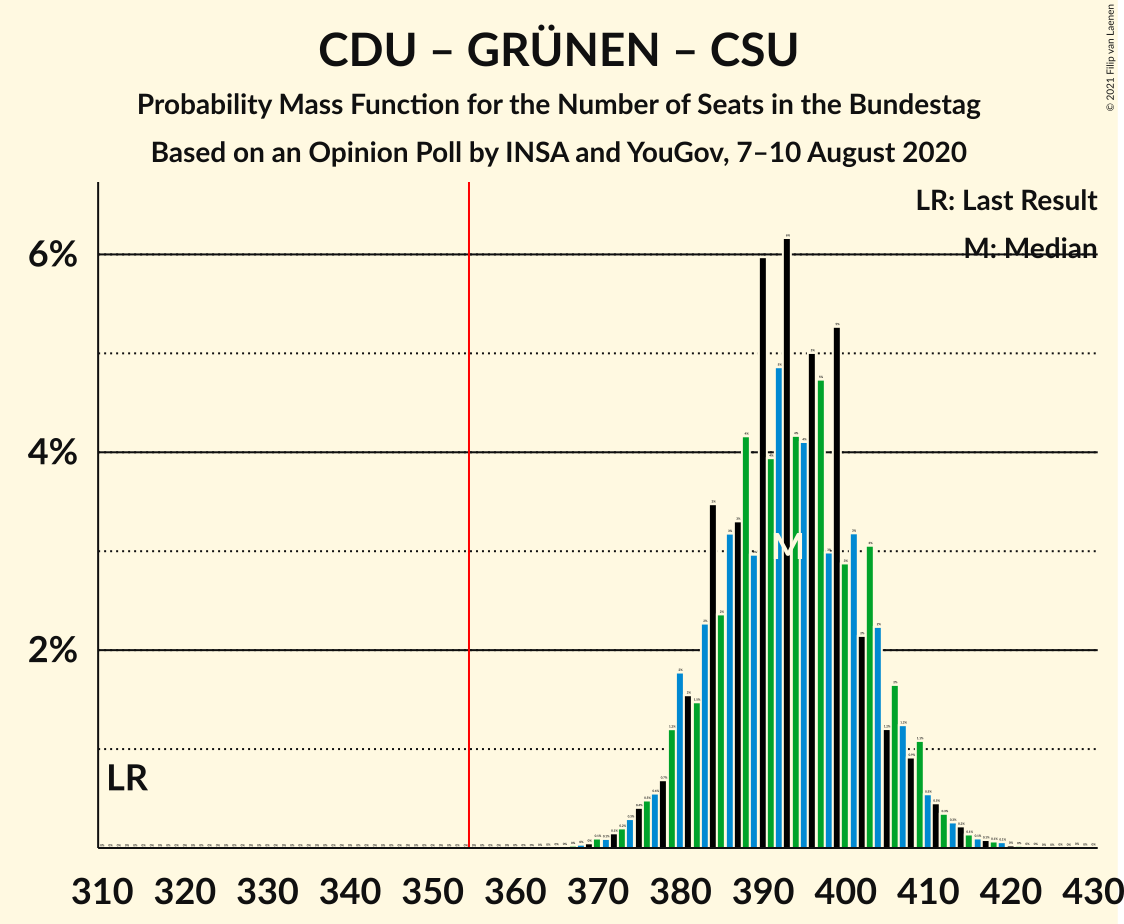 CDU – GRÜNEN – CSU
Probability Mass Function for the Number of Seats in the Bundestag
Based on an Opinion Poll by INSA and YouGov, 7–10 August 2020
© 2021 Filip van Laenen
LR: Last Result
M: Median
6%
4%
2%
LR
M
310 320 330 340 350 360 370 380 390 400 410 420 430